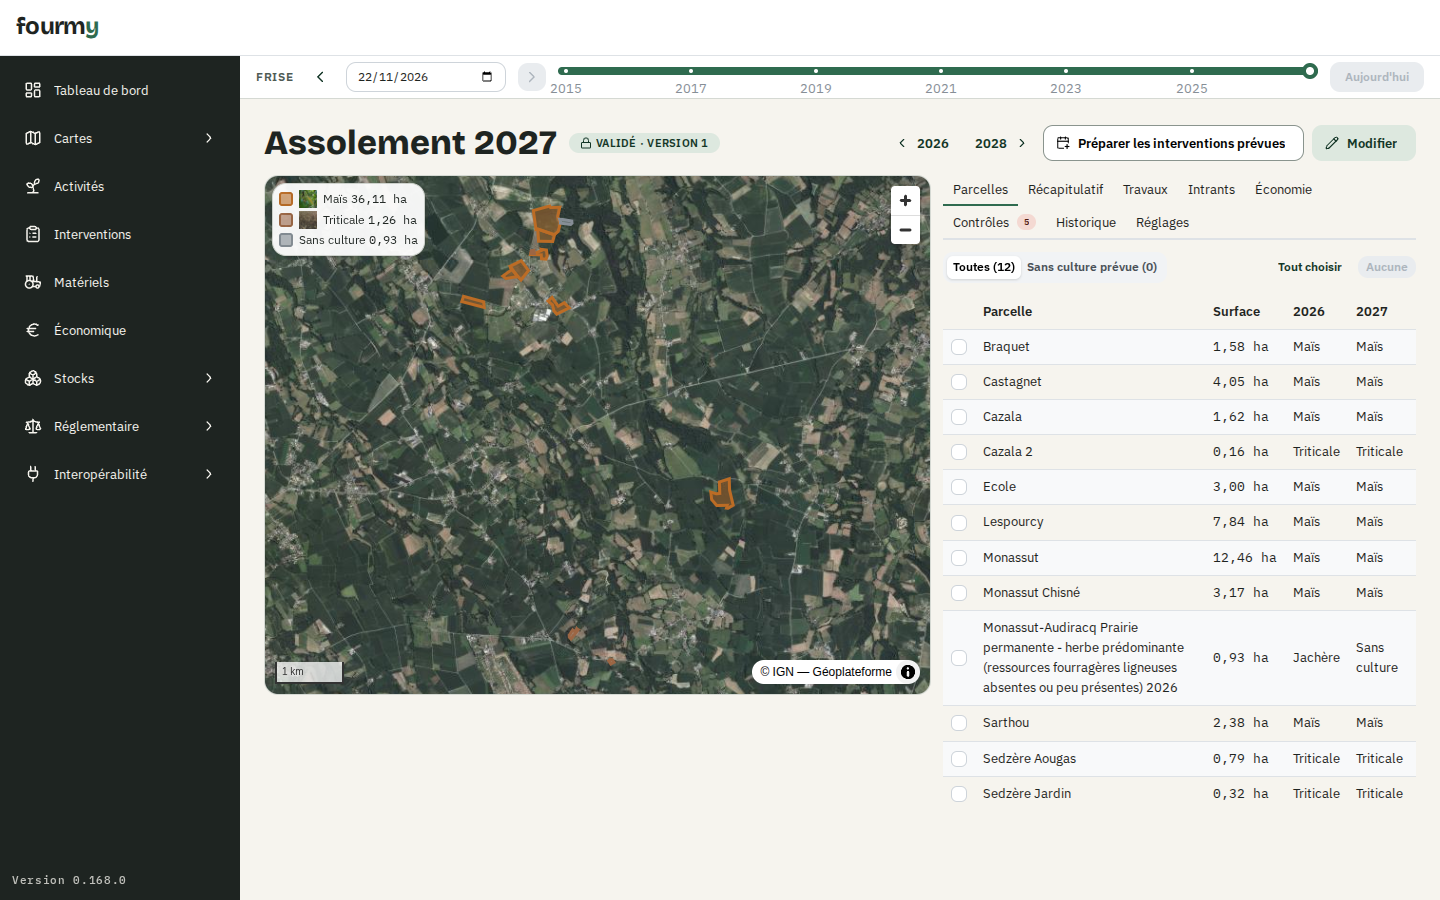 fourmy
Tableau de bord
Cartes
Activités
Interventions
Matériels
Économique
Stocks
Réglementaire
Interopérabilité
Version 0.168.0
FRISE
22/11/2026
2015
2017
2019
2021
2023
2025
Aujourd'hui
Assolement 2027
VALIDÉ · VERSION 1
2026
2028
Préparer les interventions prévues
Modifier
Maïs 36,11 ha
Triticale 1,26 ha
Sans culture 0,93 ha
1 km
© IGN — Géoplateforme
Parcelles Récapitulatif Travaux Intrants Économie
Contrôles 5 Historique Réglages
Toutes (12) Sans culture prévue (0) Tout choisir Aucune
Parcelle Surface 2026 2027
Braquet 1,58 ha Maïs Maïs
Castagnet 4,05 ha Maïs Maïs
Cazala 1,62 ha Maïs Maïs
Cazala 2 0,16 ha Triticale Triticale
Ecole 3,00 ha Maïs Maïs
Lespourcy 7,84 ha Maïs Maïs
Monassut 12,46 ha Maïs Maïs
Monassut Chisné 3,17 ha Maïs Maïs
Monassut-Audiracq Prairie
permanente - herbe prédominante
(ressources fourragères ligneuses
absentes ou peu présentes) 2026
0,93 ha Jachère Sans
culture
Sarthou 2,38 ha Maïs Maïs
Sedzère Aougas 0,79 ha Triticale Triticale
Sedzère Jardin 0,32 ha Triticale Triticale